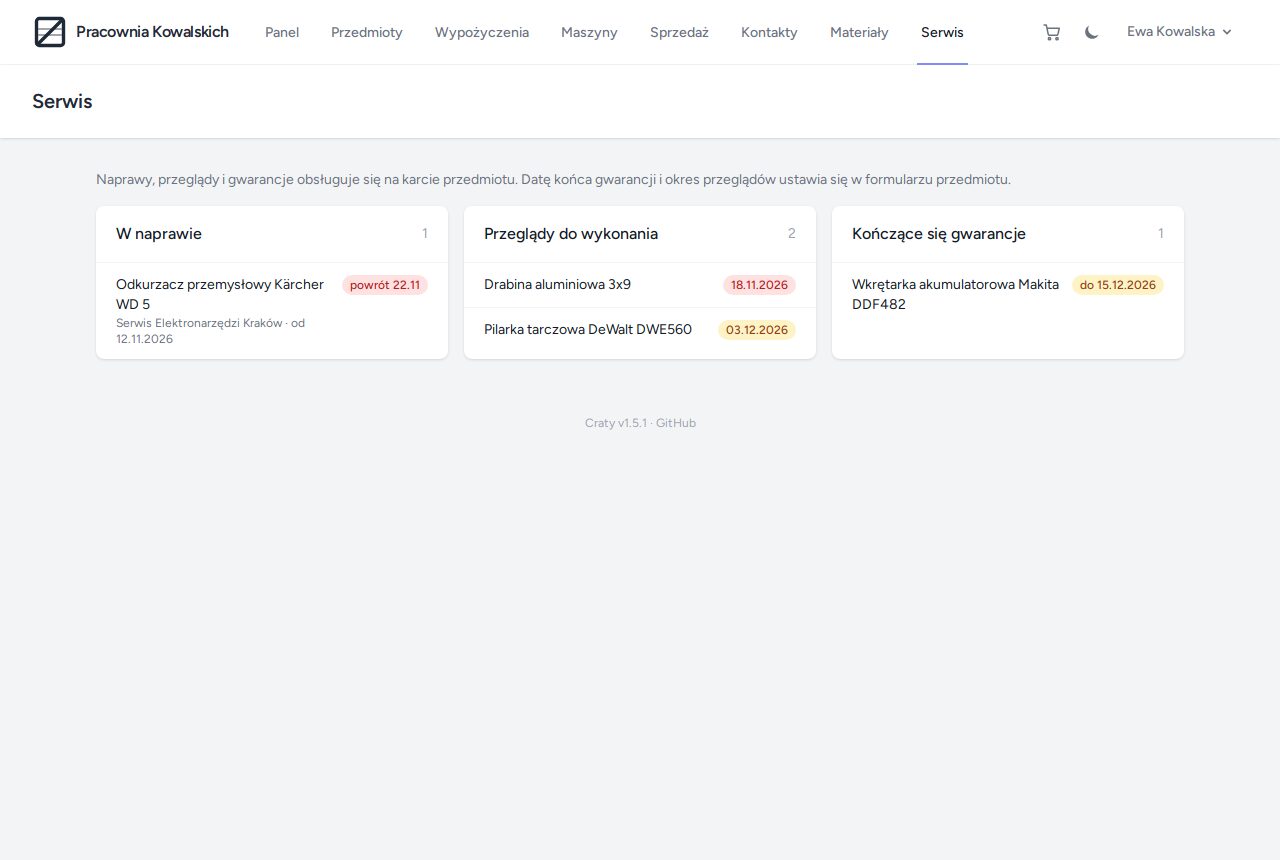 Pracownia Kowalskich
Panel
Przedmioty
Wypożyczenia
Maszyny
Sprzedaż
Kontakty
Materiały
Serwis
Ewa Kowalska
Serwis
Naprawy, przeglądy i gwarancje obsługuje się na karcie przedmiotu. Datę końca gwarancji i okres przeglądów ustawia się w formularzu przedmiotu.
W naprawie 1
Odkurzacz przemysłowy Kärcher
WD 5
powrót 22.11
Serwis Elektronarzędzi Kraków · od
12.11.2026
Przeglądy do wykonania 2
Drabina aluminiowa 3x9 18.11.2026
Pilarka tarczowa DeWalt DWE560 03.12.2026
Kończące się gwarancje 1
Wkrętarka akumulatorowa Makita
DDF482
do 15.12.2026
Craty v1.5.1 · GitHub